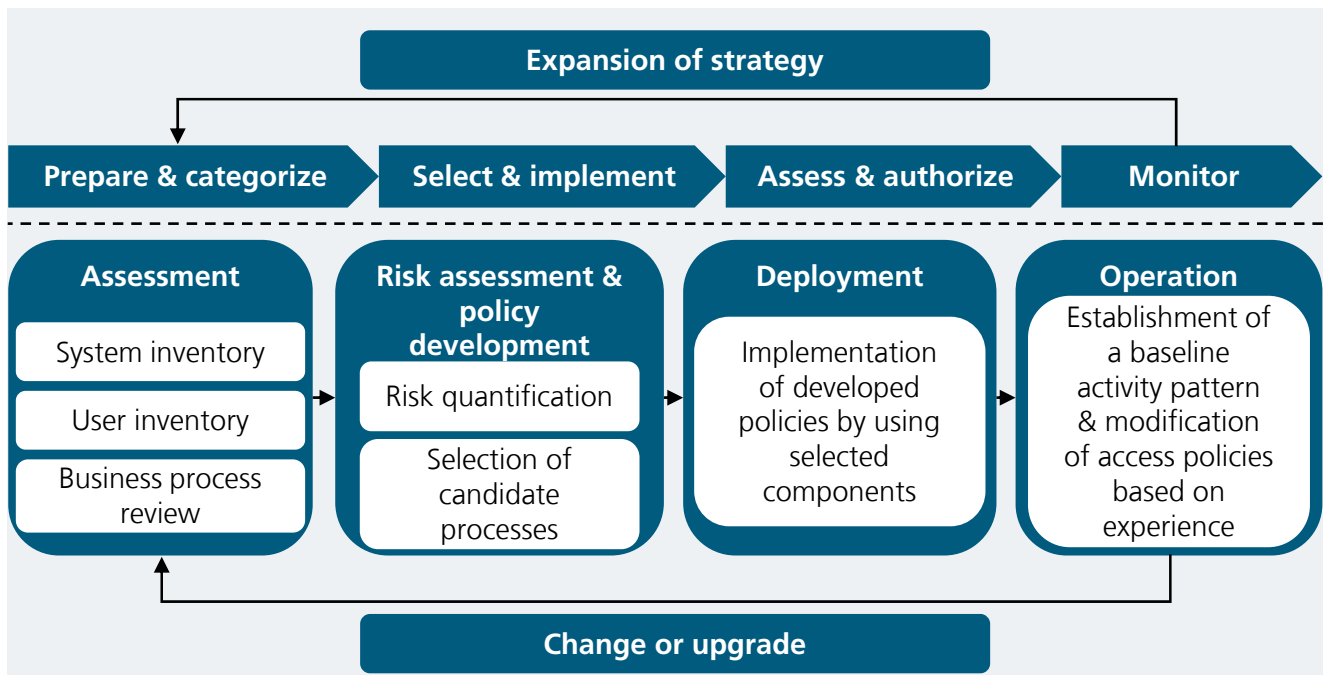 Expansion of strategy
Prepare & categorize
Select & implement
Assess & authorize
Monitor
Assessment
System inventory
User inventory
Business process
review
Risk assessment &
policy
development
Risk quantification
Selection of
candidate
processes
Deployment
Implementation
of developed
policies by using
selected
components
Operation
Establishment of
a baseline
activity pattern
& modification
of access policies
based on
experience
Change or upgrade